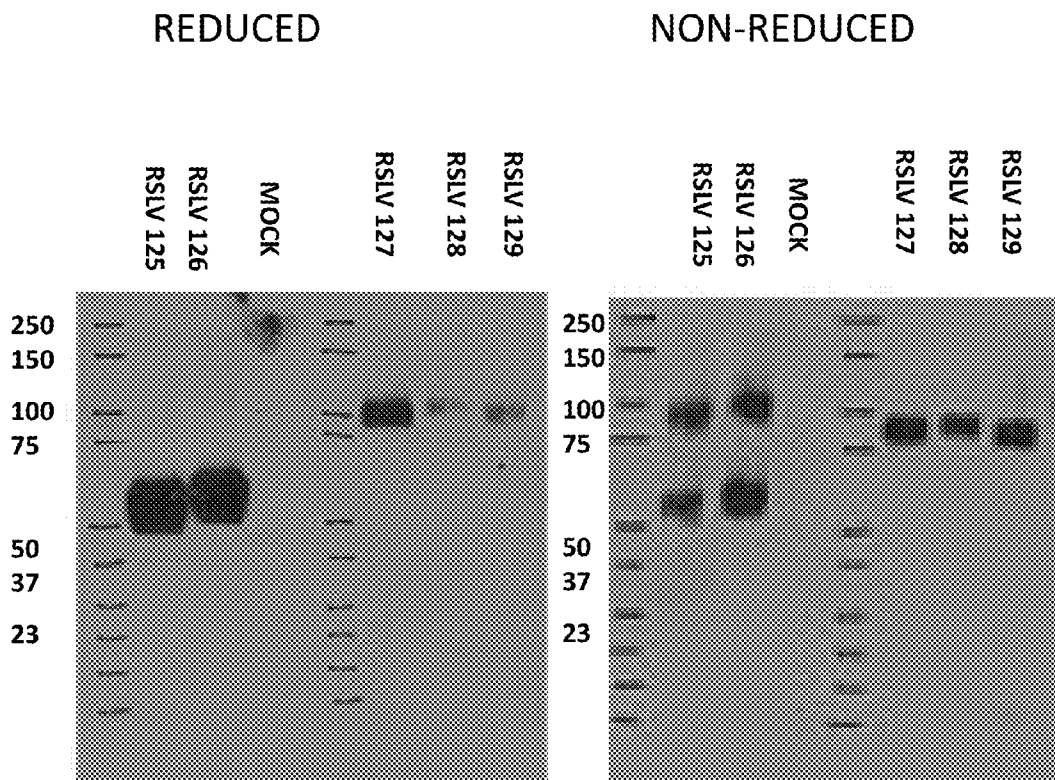 REDUCED
NON-REDUCED
RSLV 125
RSLV 126
MOCK
RSLV 127
RSLV 128
RSLV 129
RSLV 125
RSLV 126
MOCK
RSLV 127
RSLV 128
RSLV 129
250
150
100
75
50
37
23
250
150
100
75
50
37
23